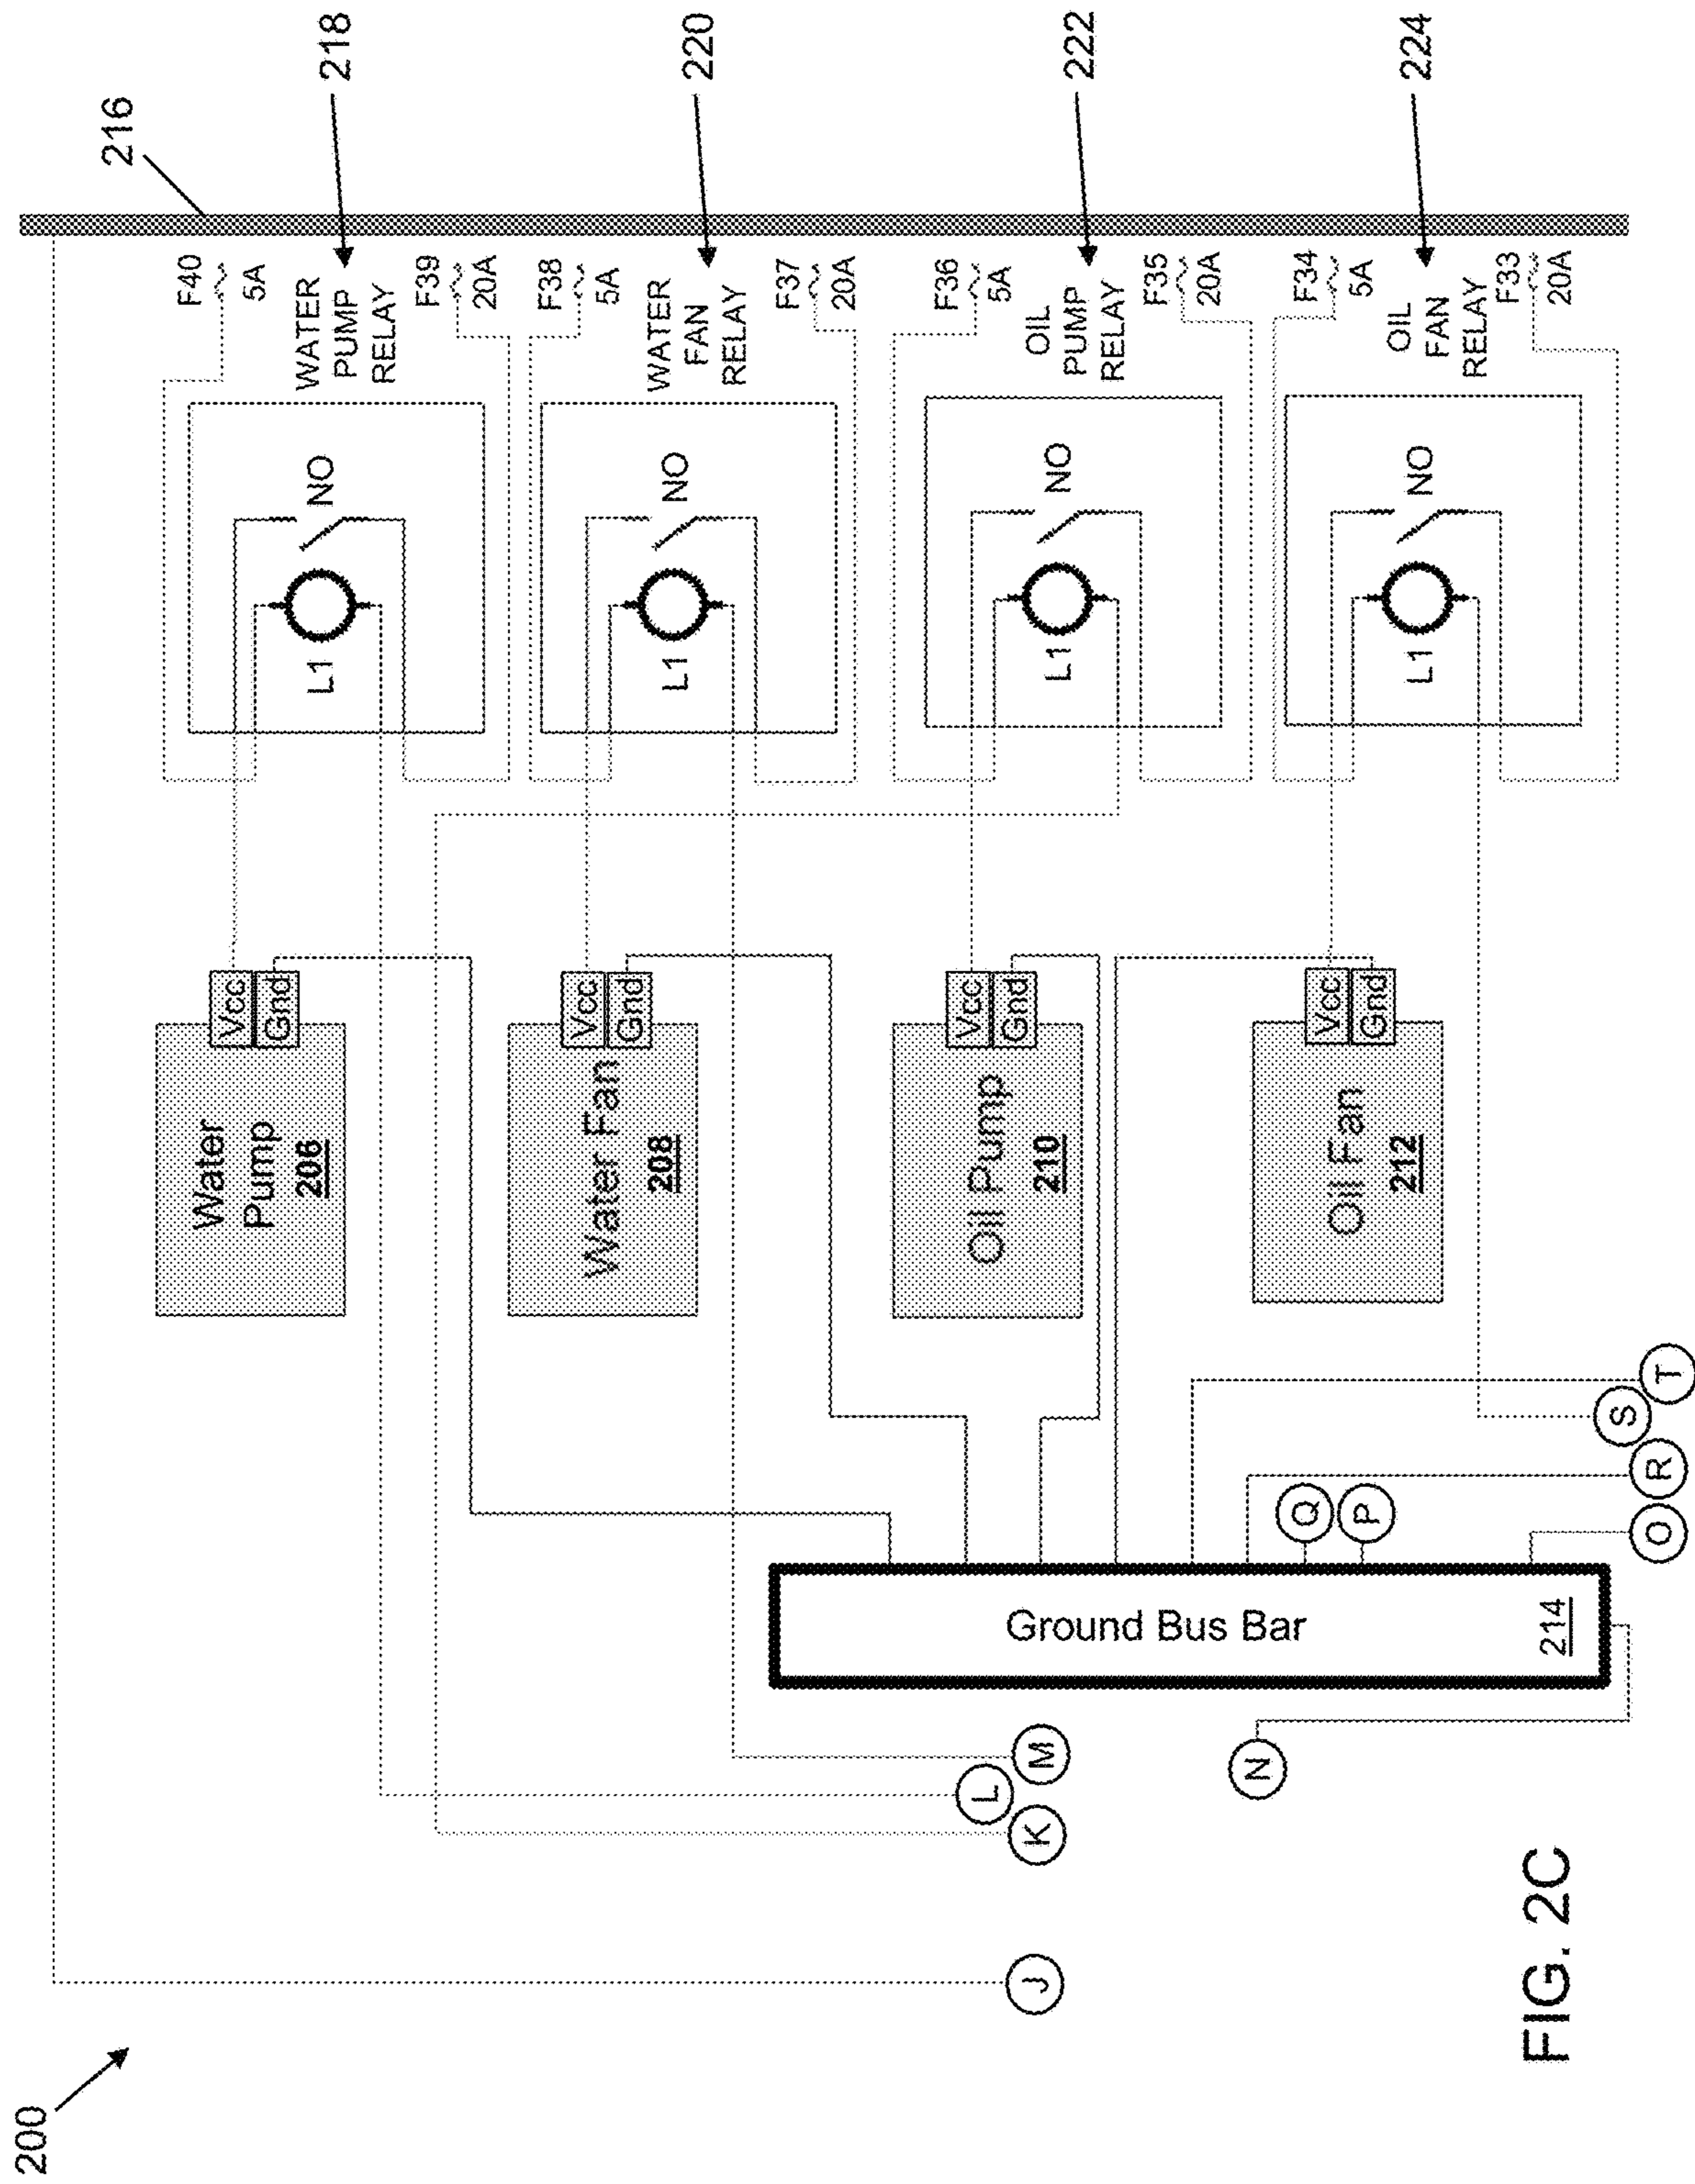 200
216
218
220
222
224
F40
5A
WATER
PUMP
RELAY
F39
20A
F38
5A
WATER
FAN
RELAY
F37
20A
F36
5A
OIL
PUMP
RELAY
F35
20A
F34
5A
OIL
FAN
RELAY
F33
20A
L1
NO
L1
NO
L1
NO
L1
NO
Water
Pump
206
Vcc
Gnd
Water Fan
208
Vcc
Gnd
Oil Pump
210
Vcc
Gnd
Oil Fan
212
Vcc
Gnd
Ground Bus Bar
214
J
K
L
M
N
O
P
Q
R
S
T
FIG. 2C